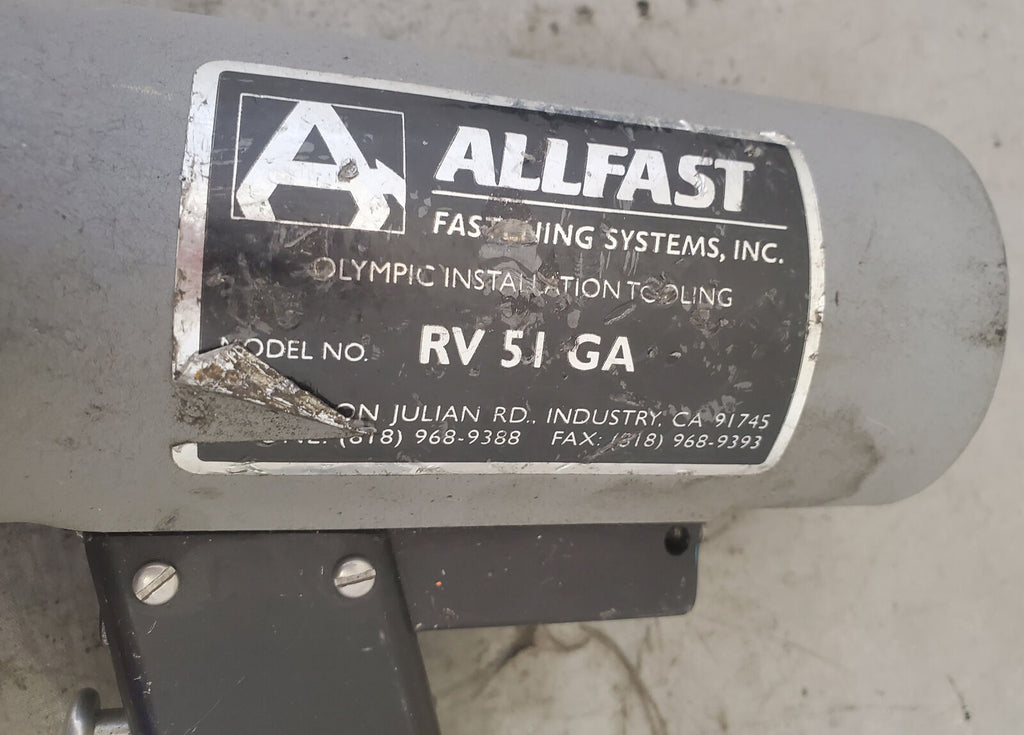 ALLFAST
FASTENING SYSTEMS, INC.
OLYMPIC INSTALLATION TOOLING
MODEL NO. RV 51 GA
JULIAN RD., INDUSTRY, CA 91745
(818) 968-9388 FAX: (818) 968-9393